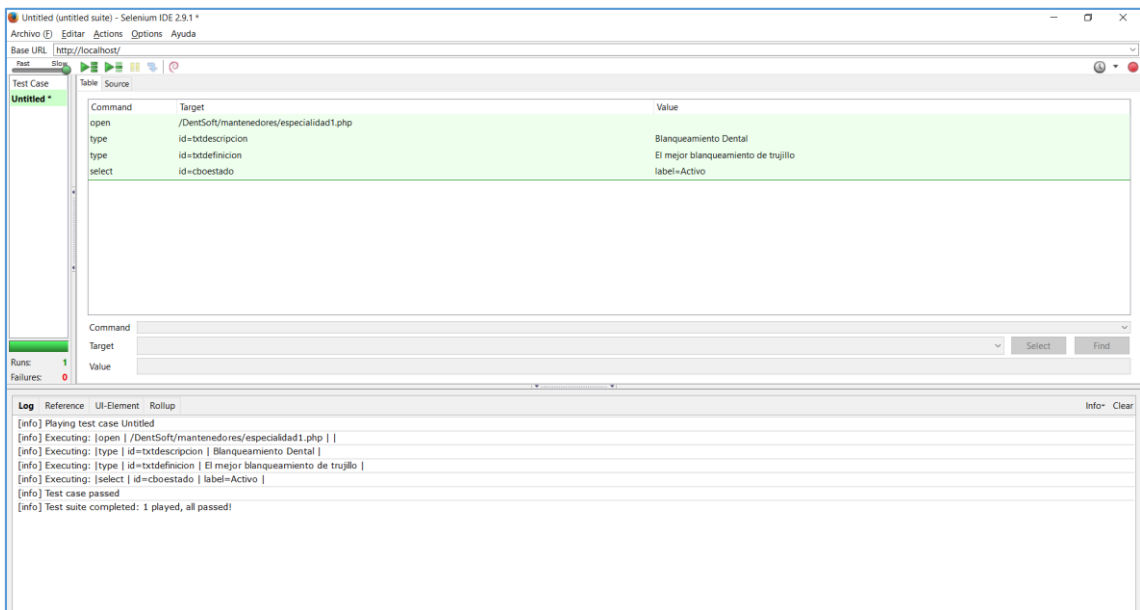 Untitled (untitled suite) - Selenium IDE 2.9.1 *
Archivo (F) Editar Actions Options Ayuda
Base URL http://localhost/
Fast Slow
Test Case Table Source
Untitled *
Command Target Value
open /DentSoft/mantenedores/especialidad1.php
type id=txtdescripcion Blanqueamiento Dental
type id=txtdefinicion El mejor blanqueamiento de trujillo
select id=cboestado label=Activo
Command
Target Select Find
Value
Runs: 1
Failures: 0
Log Reference UI-Element Rollup Info Clear
[info] Playing test case Untitled
[info] Executing: |open | /DentSoft/mantenedores/especialidad1.php | |
[info] Executing: |type | id=txtdescripcion | Blanqueamiento Dental |
[info] Executing: |type | id=txtdefinicion | El mejor blanqueamiento de trujillo |
[info] Executing: |select | id=cboestado | label=Activo |
[info] Test case passed
[info] Test suite completed: 1 played, all passed!